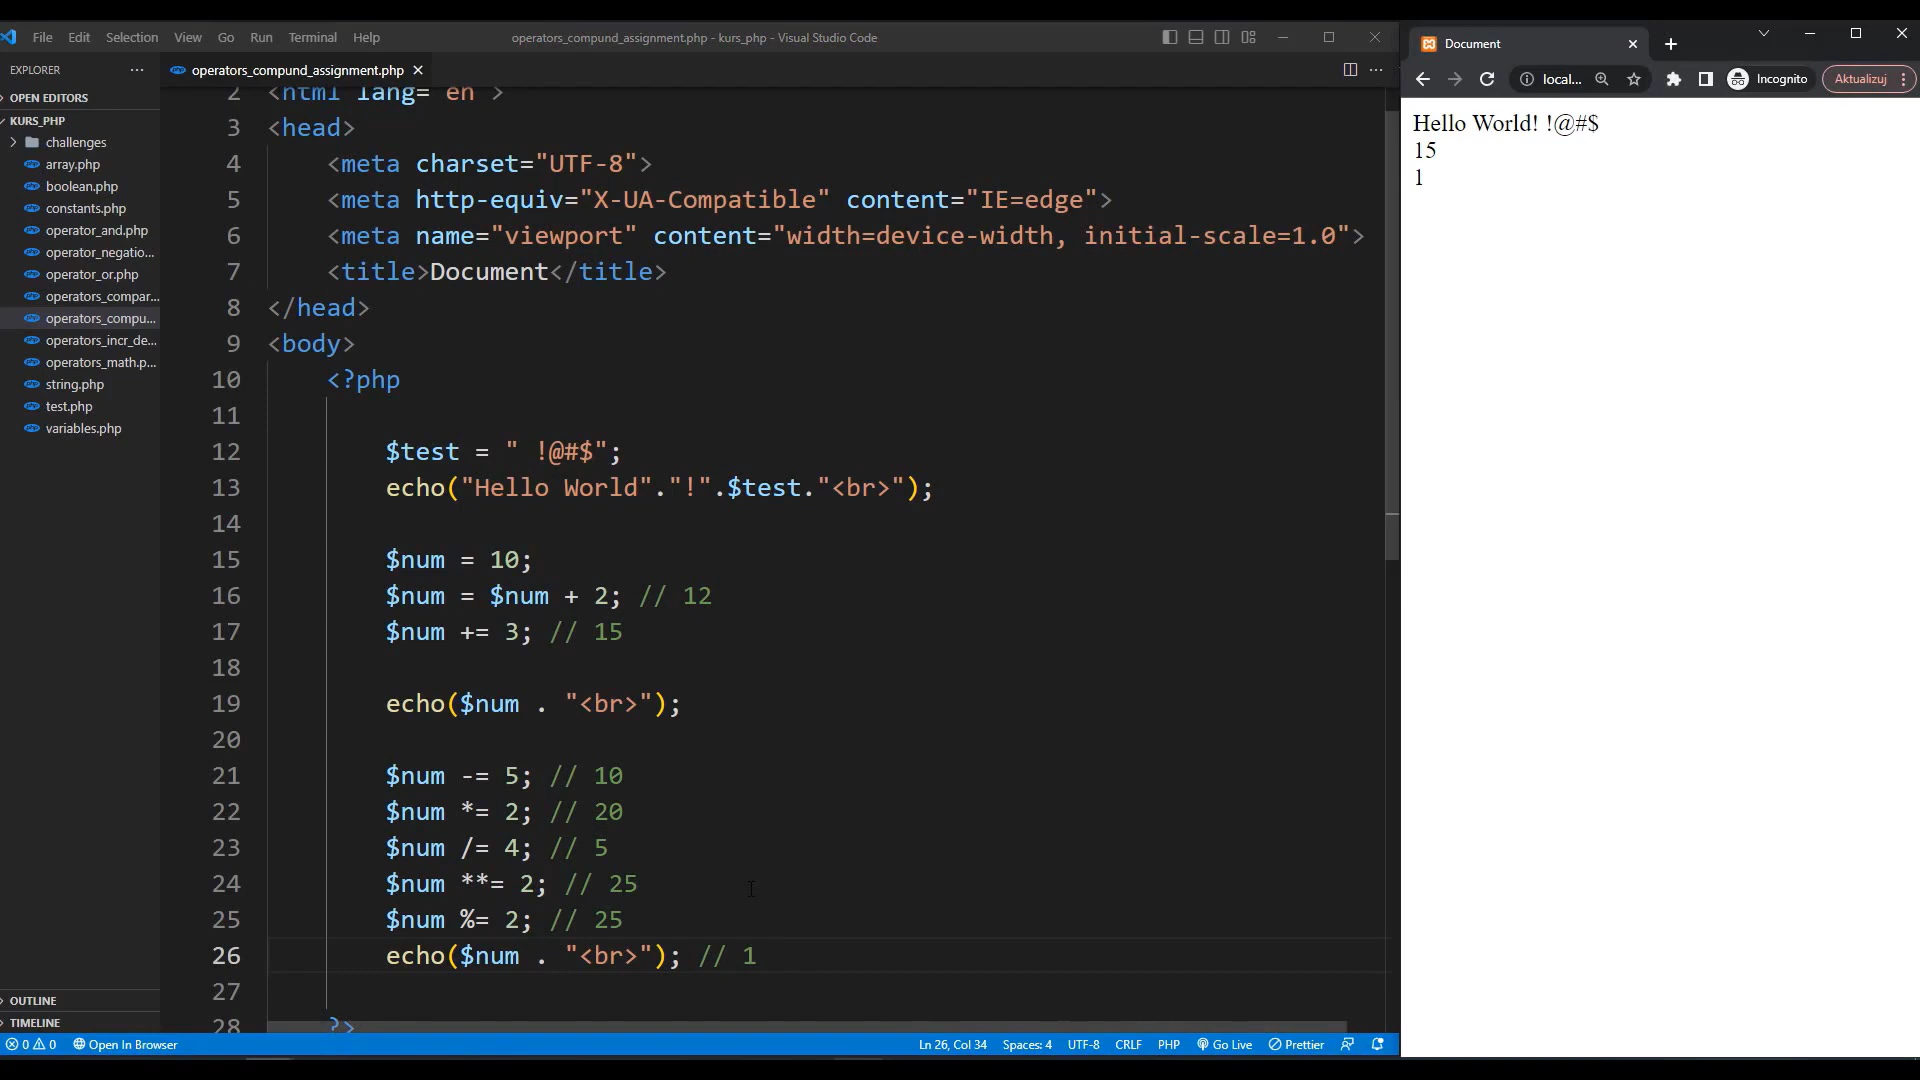 File Edit Selection View Go Run Terminal Help
operators_compund_assignment.php - kurs_php - Visual Studio Code
EXPLORER
OPEN EDITORS
KURS_PHP
challenges
array.php
boolean.php
constants.php
operator_and.php
operator_negatio...
operator_or.php
operators_compar...
operators_compu...
operators_incr_de...
operators_math.p...
string.php
test.php
variables.php
OUTLINE
TIMELINE
operators_compund_assignment.php
2 <html lang="en">
3 <head>
4 <meta charset="UTF-8">
5 <meta http-equiv="X-UA-Compatible" content="IE=edge">
6 <meta name="viewport" content="width=device-width, initial-scale=1.0">
7 <title>Document</title>
8 </head>
9 <body>
10 <?php
11
12 $test = " !@#$";
13 echo("Hello World"."!".$test."<br>");
14
15 $num = 10;
16 $num = $num + 2; // 12
17 $num += 3; // 15
18
19 echo($num . "<br>");
20
21 $num -= 5; // 10
22 $num *= 2; // 20
23 $num /= 4; // 5
24 $num **= 2; // 25
25 $num %= 2; // 25
26 echo($num . "<br>"); // 1
27
28 ?>
0 0 Open In Browser
Ln 26, Col 34 Spaces: 4 UTF-8 CRLF PHP Go Live Prettier
Document
local... Incognito Aktualizuj
Hello World! !@#$
15
1